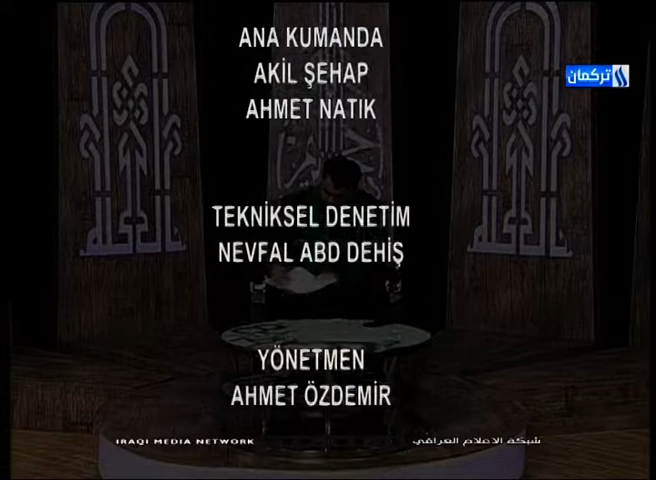 ANA KUMANDA
AKİL ŞEHAP
AHMET NATIK
تركمان
TEKNİKSEL DENETİM
NEVFAL ABD DEHİŞ
YÖNETMEN
AHMET ÖZDEMİR
IRAQI MEDIA NETWORK
شبكة الاعلام العراقي